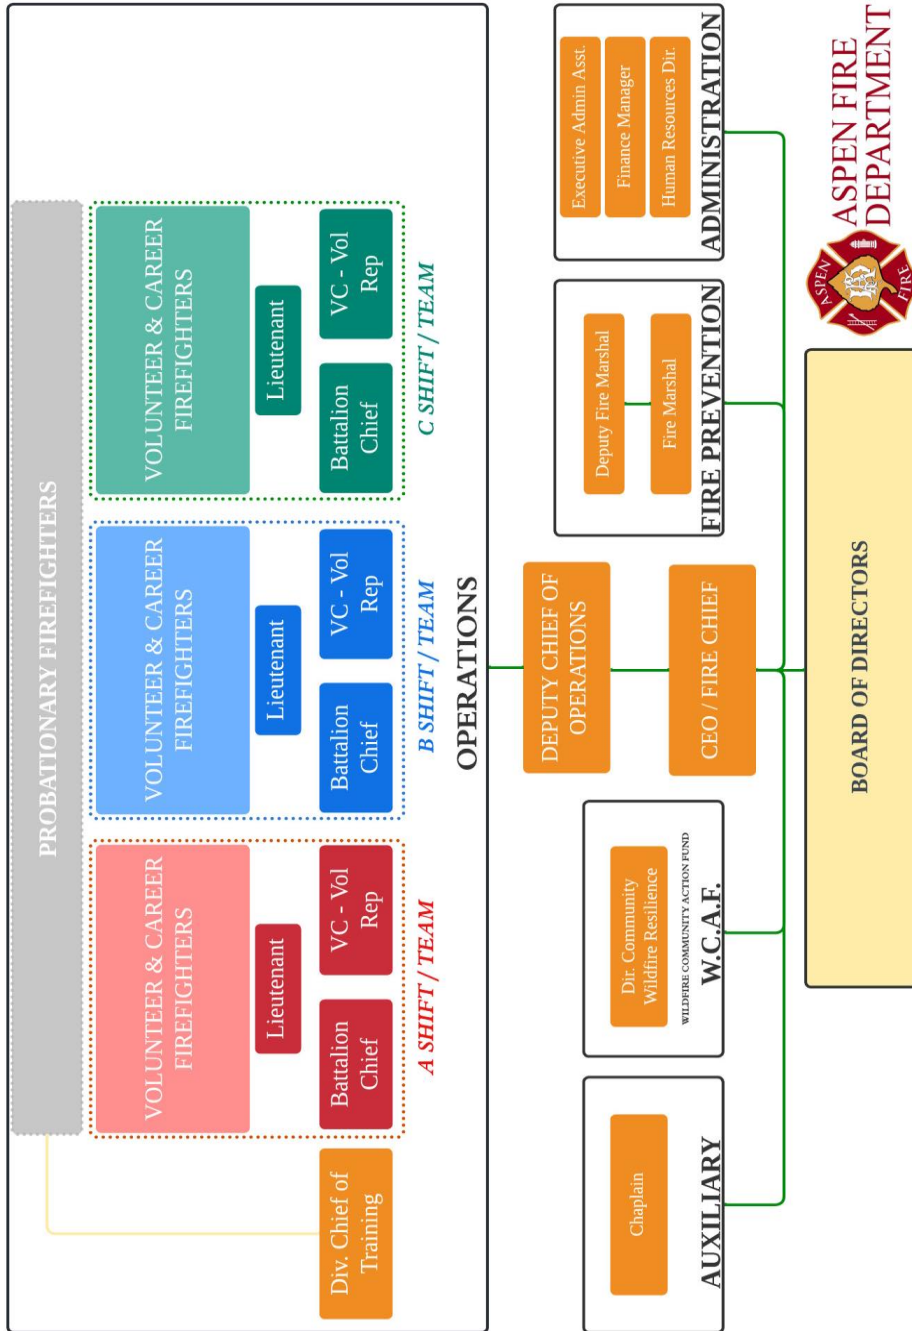 PROBATIONARY FIREFIGHTERS
VOLUNTEER & CAREER
FIREFIGHTERS
VOLUNTEER & CAREER
FIREFIGHTERS
VOLUNTEER & CAREER
FIREFIGHTERS
Lieutenant
Lieutenant
Lieutenant
Div. Chief of
Training
Battalion
Chief
VC - Vol
Rep
Battalion
Chief
VC - Vol
Rep
Battalion
Chief
VC - Vol
Rep
A SHIFT / TEAM
B SHIFT / TEAM
C SHIFT / TEAM
OPERATIONS
DEPUTY CHIEF OF
OPERATIONS
CEO / FIRE CHIEF
Chaplain
AUXILIARY
Dir. Community
Wildfire Resilience
WILDFIRE COMMUNITY ACTION FUND
W.C.A.F.
Deputy Fire Marshal
Fire Marshal
FIRE PREVENTION
Executive Admin Asst.
Finance Manager
Human Resources Dir.
ADMINISTRATION
BOARD OF DIRECTORS
ASPEN
FIRE
ASPEN FIRE
DEPARTMENT